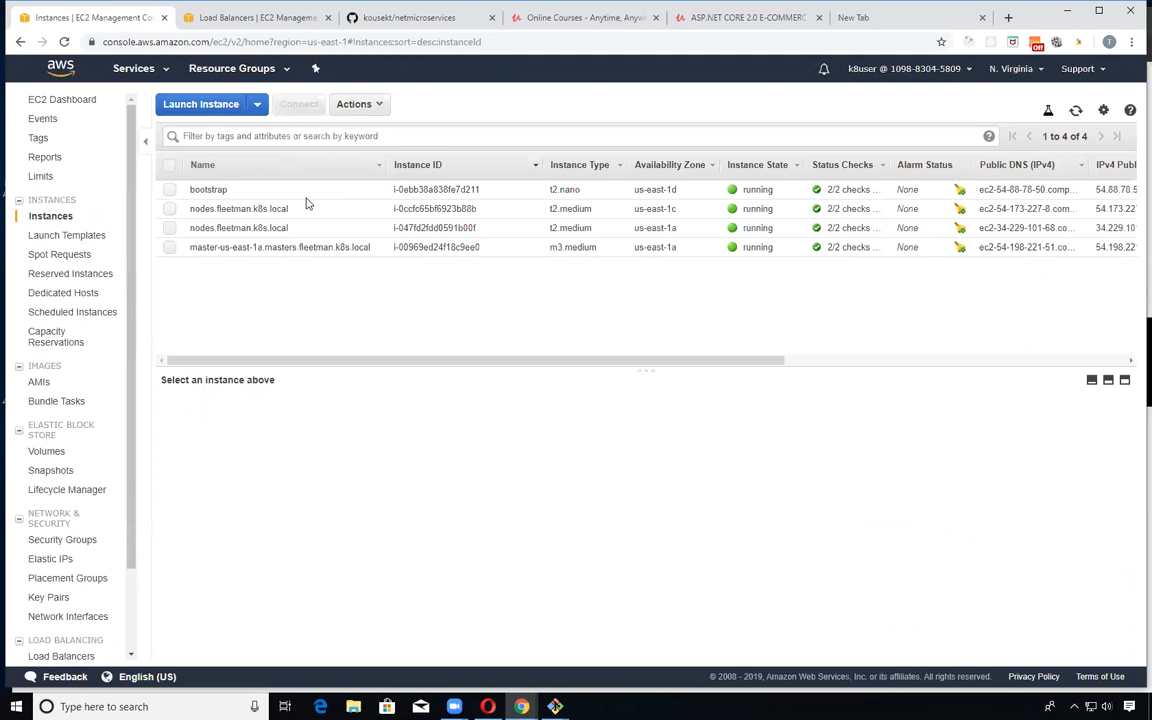 Instances | EC2 Management Co
Load Balancers | EC2 Manageme
kousekt/netmicroservices
Online Courses - Anytime, Anyw
ASP.NET CORE 2.0 E-COMMERC
New Tab
console.aws.amazon.com/ec2/v2/home?region=us-east-1#Instances:sort=desc:instanceId
Off
T
aws
Services
Resource Groups
k8user @ 1098-8304-5809
N. Virginia
Support
EC2 Dashboard
Events
Tags
Reports
Limits
INSTANCES
Instances
Launch Templates
Spot Requests
Reserved Instances
Dedicated Hosts
Scheduled Instances
Capacity
Reservations
IMAGES
AMIs
Bundle Tasks
ELASTIC BLOCK
STORE
Volumes
Snapshots
Lifecycle Manager
NETWORK &
SECURITY
Security Groups
Elastic IPs
Placement Groups
Key Pairs
Network Interfaces
LOAD BALANCING
Load Balancers
Launch Instance
Connect
Actions
Filter by tags and attributes or search by keyword
1 to 4 of 4
Name Instance ID Instance Type Availability Zone Instance State Status Checks Alarm Status Public DNS (IPv4) IPv4 Publ
bootstrap i-0ebb38a838fe7d211 t2.nano us-east-1d running 2/2 checks ... None ec2-54-88-78-50.comp... 54.88.78.5
nodes.fleetman.k8s.local i-0ccfc65bf6923b88b t2.medium us-east-1c running 2/2 checks ... None ec2-54-173-227-8.com... 54.173.22
nodes.fleetman.k8s.local i-047fd2fdd0591b00f t2.medium us-east-1a running 2/2 checks ... None ec2-34-229-101-68.co... 34.229.10
master-us-east-1a.masters.fleetman.k8s.local i-00969ed24f18c9ee0 m3.medium us-east-1a running 2/2 checks ... None ec2-54-198-221-51.co... 54.198.22
Select an instance above
Feedback
English (US)
© 2008 - 2019, Amazon Web Services, Inc. or its affiliates. All rights reserved.
Privacy Policy
Terms of Use
Type here to search